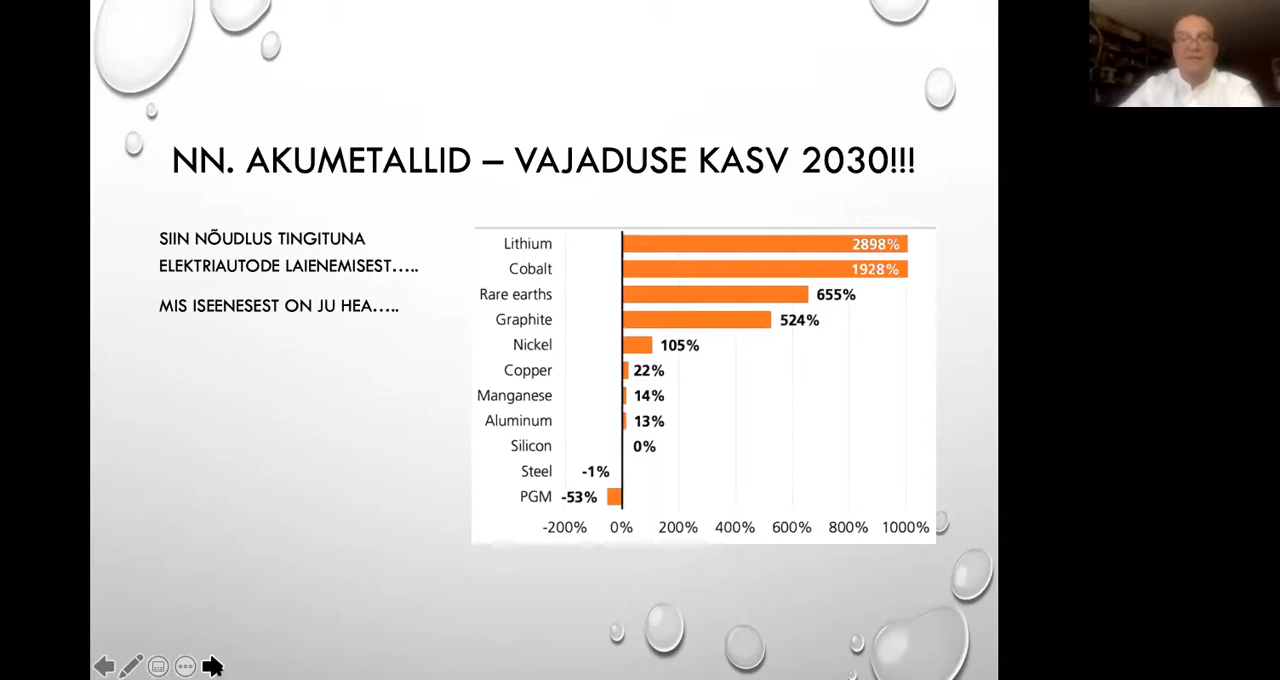 NN. AKUMETALLID – VAJADUSE KASV 2030!!!
SIIN NÕUDLUS TINGITUNA
ELEKTRIAUTODE LAIENEMISEST…..
MIS ISEENESEST ON JU HEA…..
Lithium 2898%
Cobalt 1928%
Rare earths 655%
Graphite 524%
Nickel 105%
Copper 22%
Manganese 14%
Aluminum 13%
Silicon 0%
Steel -1%
PGM -53%
-200% 0% 200% 400% 600% 800% 1000%